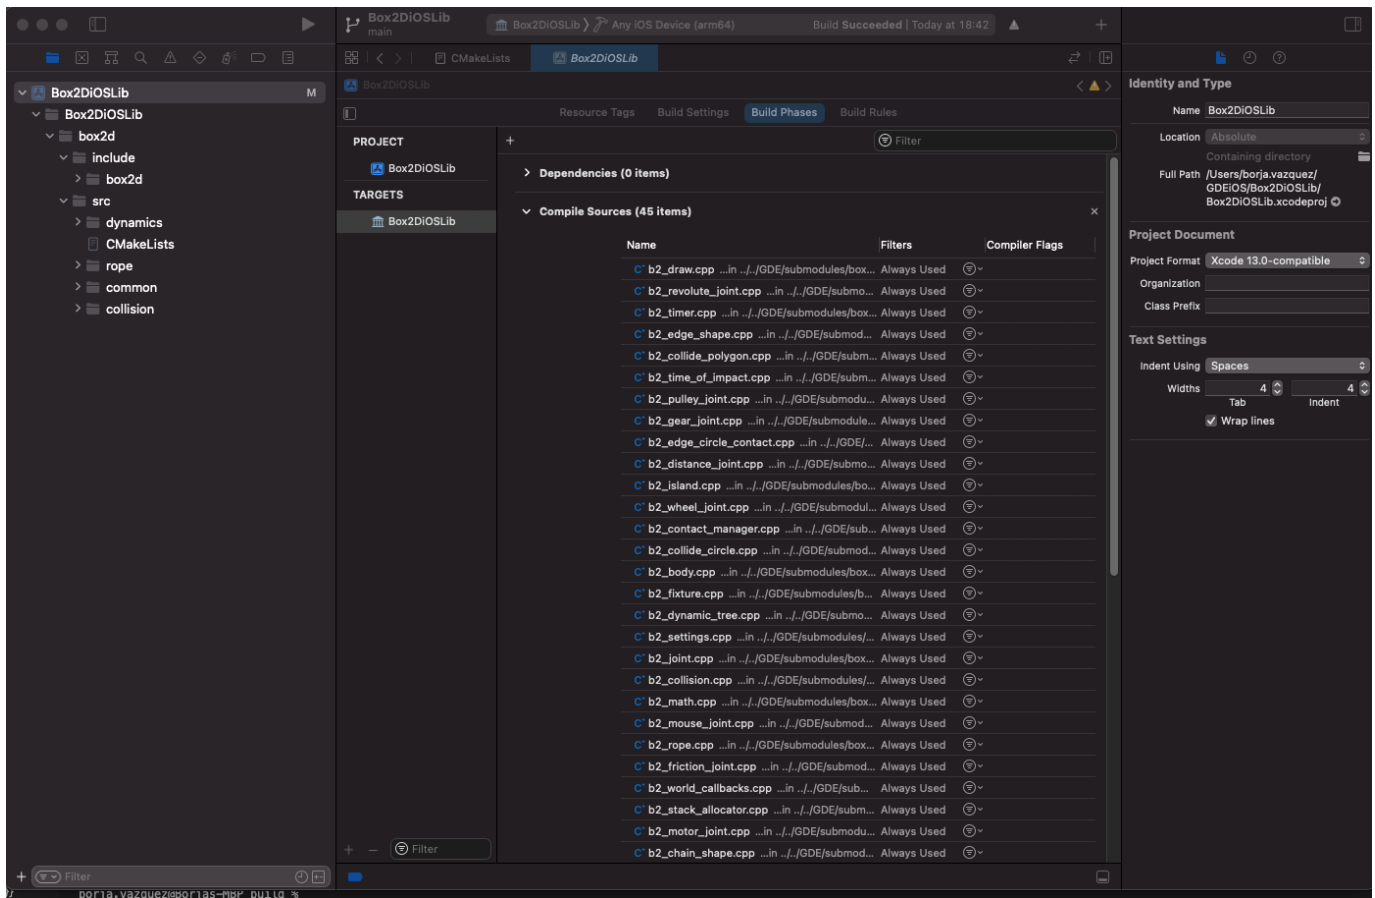 Box2DiOSLib
main
Box2DiOSLib
Any iOS Device (arm64)
Build Succeeded | Today at 18:42
CMakeLists
Box2DiOSLib
Box2DiOSLib M
Box2DiOSLib
box2d
include
box2d
src
dynamics
CMakeLists
rope
common
collision
Filter
Box2DiOSLib
Resource Tags
Build Settings
Build Phases
Build Rules
PROJECT
Box2DiOSLib
TARGETS
Box2DiOSLib
Filter
Filter
Dependencies (0 items)
Compile Sources (45 items)
Name Filters Compiler Flags
b2_draw.cpp ...in ../../GDE/submodules/box... Always Used
b2_revolute_joint.cpp ...in ../../GDE/submo... Always Used
b2_timer.cpp ...in ../../GDE/submodules/box... Always Used
b2_edge_shape.cpp ...in ../../GDE/submod... Always Used
b2_collide_polygon.cpp ...in ../../GDE/subm... Always Used
b2_time_of_impact.cpp ...in ../../GDE/subm... Always Used
b2_pulley_joint.cpp ...in ../../GDE/submodu... Always Used
b2_gear_joint.cpp ...in ../../GDE/submodule... Always Used
b2_edge_circle_contact.cpp ...in ../../GDE/... Always Used
b2_distance_joint.cpp ...in ../../GDE/submo... Always Used
b2_island.cpp ...in ../../GDE/submodules/bo... Always Used
b2_wheel_joint.cpp ...in ../../GDE/submodul... Always Used
b2_contact_manager.cpp ...in ../../GDE/sub... Always Used
b2_collide_circle.cpp ...in ../../GDE/submod... Always Used
b2_body.cpp ...in ../../GDE/submodules/box... Always Used
b2_fixture.cpp ...in ../../GDE/submodules/b... Always Used
b2_dynamic_tree.cpp ...in ../../GDE/submo... Always Used
b2_settings.cpp ...in ../../GDE/submodules/... Always Used
b2_joint.cpp ...in ../../GDE/submodules/box... Always Used
b2_collision.cpp ...in ../../GDE/submodules/... Always Used
b2_math.cpp ...in ../../GDE/submodules/box... Always Used
b2_mouse_joint.cpp ...in ../../GDE/submod... Always Used
b2_rope.cpp ...in ../../GDE/submodules/box... Always Used
b2_friction_joint.cpp ...in ../../GDE/submod... Always Used
b2_world_callbacks.cpp ...in ../../GDE/sub... Always Used
b2_stack_allocator.cpp ...in ../../GDE/subm... Always Used
b2_motor_joint.cpp ...in ../../GDE/submodu... Always Used
b2_chain_shape.cpp ...in ../../GDE/submod... Always Used
Identity and Type
Name Box2DiOSLib
Location Absolute
Containing directory
Full Path /Users/borja.vazquez/
GDEiOS/Box2DiOSLib/
Box2DiOSLib.xcodeproj
Project Document
Project Format Xcode 13.0-compatible
Organization
Class Prefix
Text Settings
Indent Using Spaces
Widths 4 4
Tab Indent
Wrap lines
borja.vazquez@Borjas-MBP build %